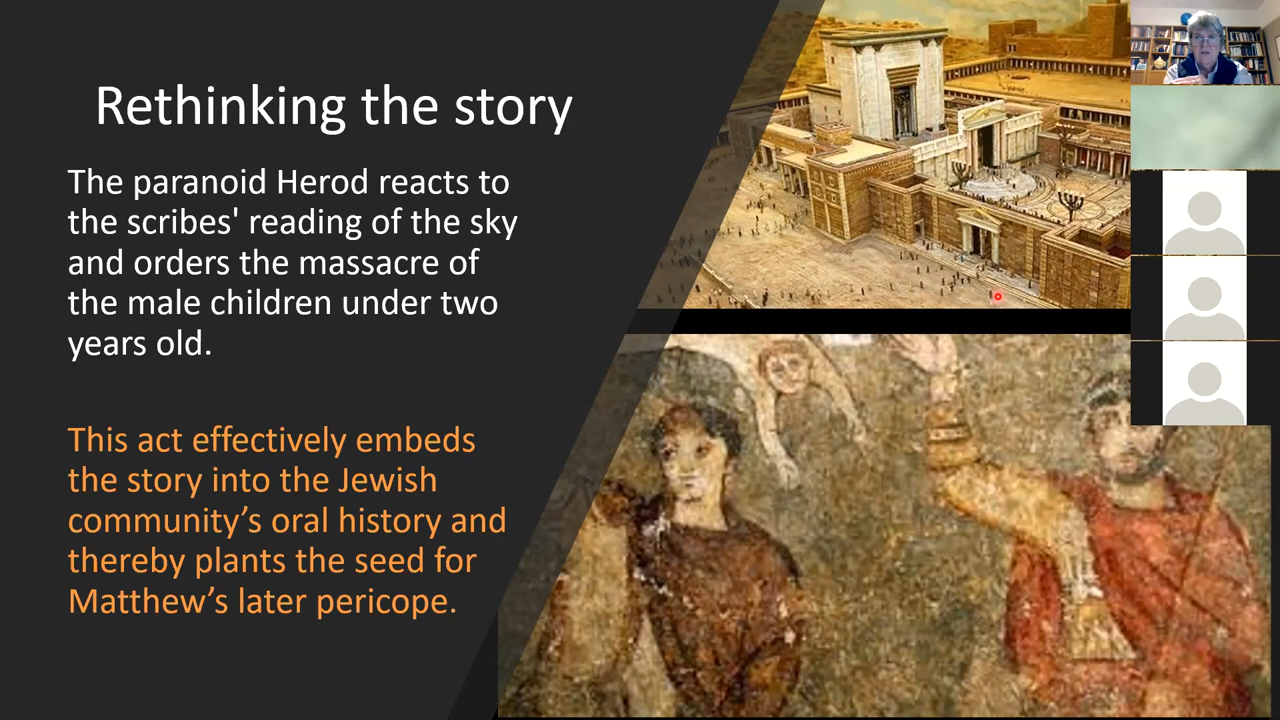 Rethinking the story
The paranoid Herod reacts to
the scribes' reading of the sky
and orders the massacre of
the male children under two
years old.
This act effectively embeds
the story into the Jewish
community’s oral history and
thereby plants the seed for
Matthew’s later pericope.